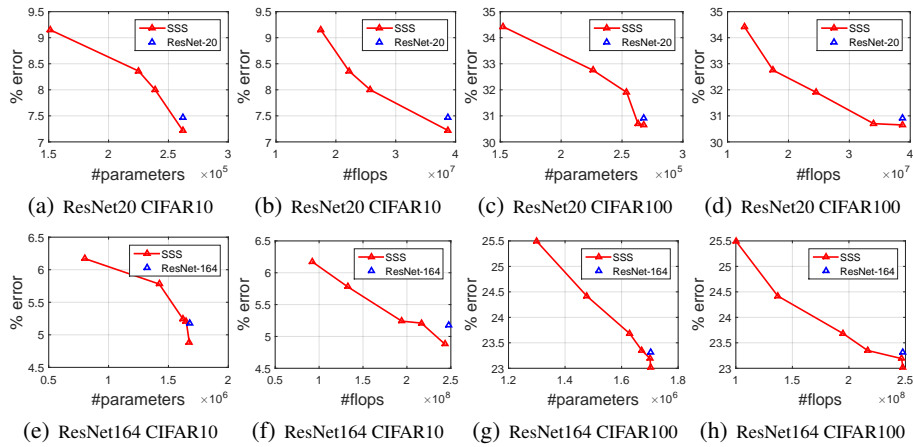 9.5
9
8.5
8
7.5
7
% error
SSS
ResNet-20
1.5 2 2.5 3
#parameters ×10^5
(a) ResNet20 CIFAR10
9.5
9
8.5
8
7.5
7
% error
SSS
ResNet-20
1 2 3 4
#flops ×10^7
(b) ResNet20 CIFAR10
35
34
33
32
31
30
% error
SSS
ResNet-20
1.5 2 2.5 3
#parameters ×10^5
(c) ResNet20 CIFAR100
35
34
33
32
31
30
% error
SSS
ResNet-20
1 2 3 4
#flops ×10^7
(d) ResNet20 CIFAR100
6.5
6
5.5
5
4.5
% error
SSS
ResNet-164
0.5 1 1.5 2
#parameters ×10^6
(e) ResNet164 CIFAR10
6.5
6
5.5
5
4.5
% error
SSS
ResNet-164
0.5 1 1.5 2 2.5
#flops ×10^8
(f) ResNet164 CIFAR10
25.5
25
24.5
24
23.5
23
% error
SSS
ResNet-164
1.2 1.4 1.6 1.8
#parameters ×10^6
(g) ResNet164 CIFAR100
25.5
25
24.5
24
23.5
23
% error
SSS
ResNet-164
1 1.5 2 2.5
#flops ×10^8
(h) ResNet164 CIFAR100